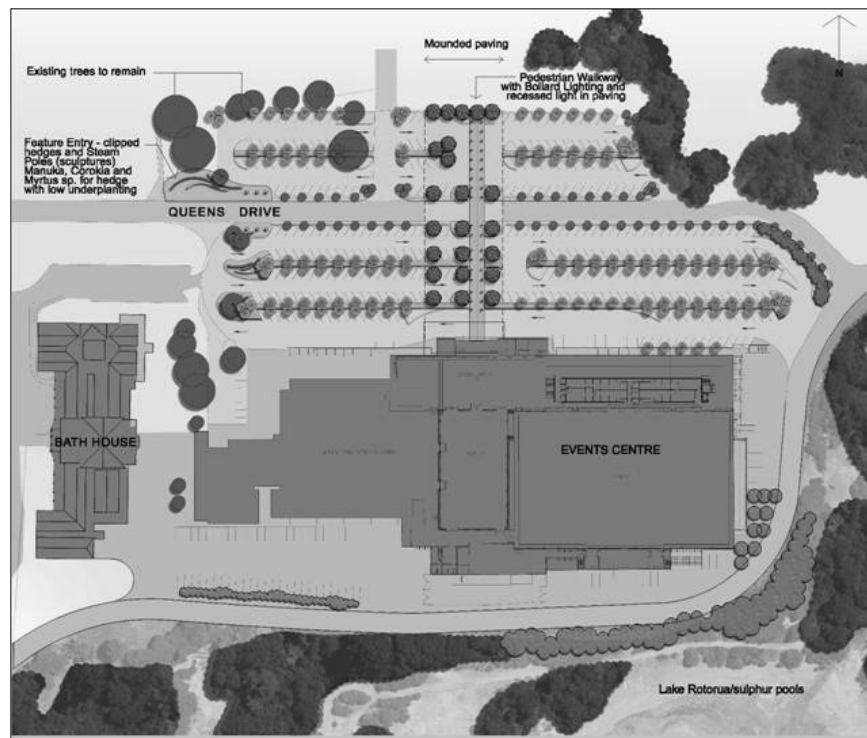 Mounded paving
N
Existing trees to remain
Pedestrian Walkway
with Bollard Lighting and
recessed light in paving
Feature Entry - clipped
hedges and Steam
Poles (sculptures)
Manuka, Corokia and
Myrtus sp. for hedge
with low underplanting
QUEENS DRIVE
BATH HOUSE
EVENTS CENTRE
Lake Rotorua/sulphur pools